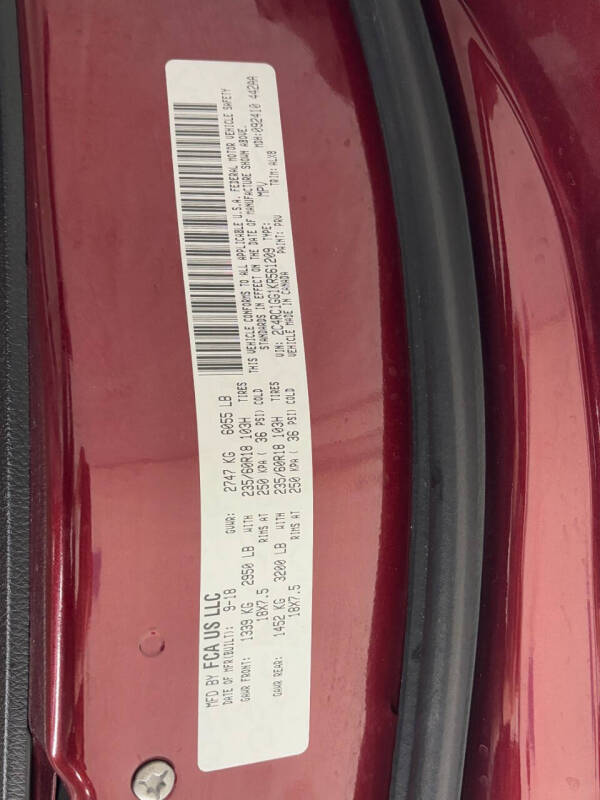 MFD BY FCA US LLC
DATE OF MFR(BUILT): 9-18 GVWR: 2747 KG 6055 LB
GAWR FRONT: 1339 KG 2950 LB WITH 235/60R18 103H TIRES
18X7.5 RIMS AT 250 KPA ( 36 PSI) COLD
GAWR REAR: 1452 KG 3200 LB WITH 235/60R18 103H TIRES
18X7.5 RIMS AT 250 KPA ( 36 PSI) COLD
THIS VEHICLE CONFORMS TO ALL APPLICABLE U.S.A. FEDERAL MOTOR VEHICLE SAFETY
STANDARDS IN EFFECT ON THE DATE OF MANUFACTURE SHOWN ABOVE.
VIN: 2C4RC1GG1KR561209 TYPE: MPV MDH:092410 442AA
VEHICLE MADE IN CANADA PAINT: PRV TRIM: ALX8